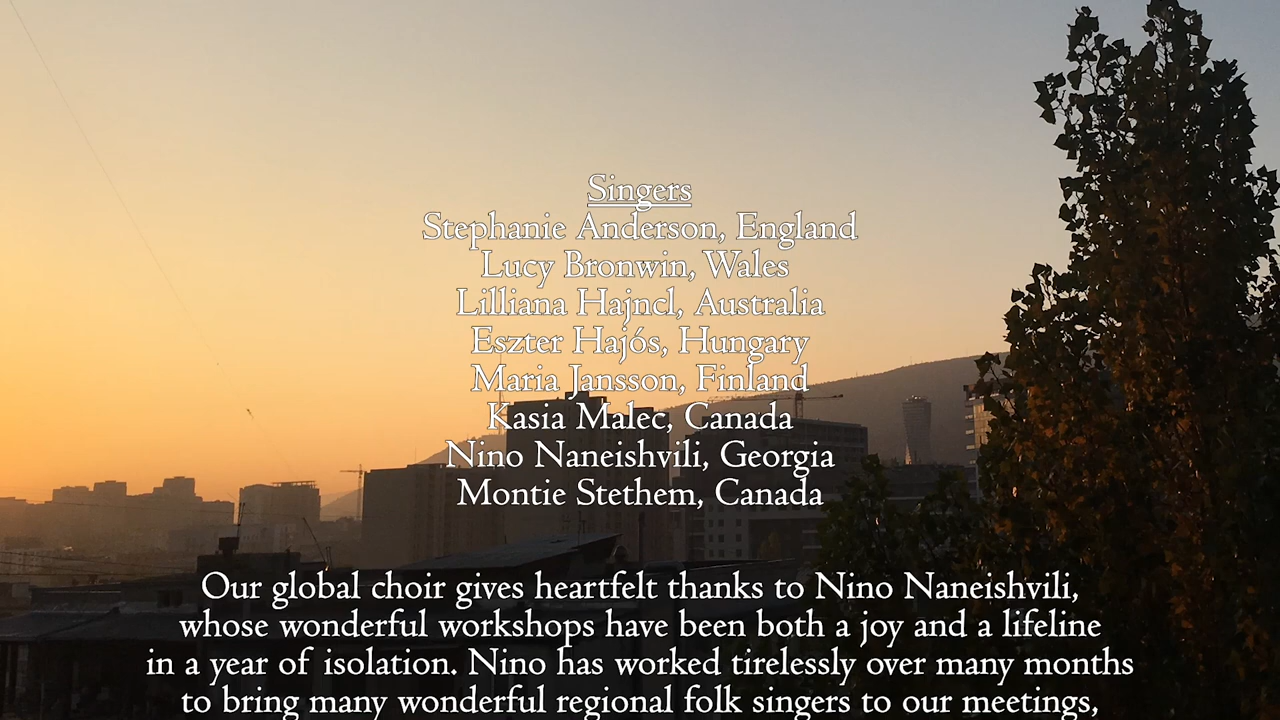 Singers
Stephanie Anderson, England
Lucy Bronwin, Wales
Lilliana Hajncl, Australia
Eszter Hajós, Hungary
Maria Jansson, Finland
Kasia Malec, Canada
Nino Naneishvili, Georgia
Montie Stethem, Canada
Our global choir gives heartfelt thanks to Nino Naneishvili,
whose wonderful workshops have been both a joy and a lifeline
in a year of isolation. Nino has worked tirelessly over many months
to bring many wonderful regional folk singers to our meetings,